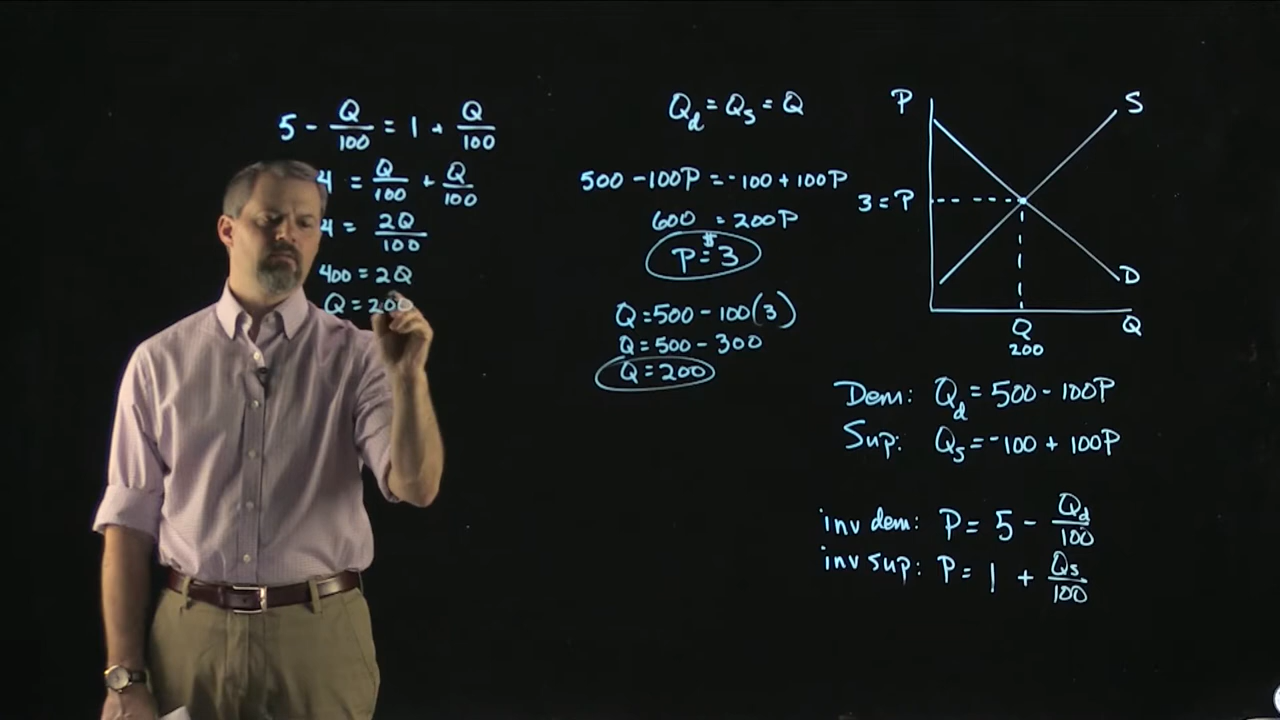 5 - Q/100 = 1 + Q/100
4 = Q/100 + Q/100
4 = 2Q/100
400 = 2Q
Q = 200
Qd = Qs = Q
500 - 100P = -100 + 100P
600 = 200P
P = $3
Q = 500 - 100(3)
Q = 500 - 300
Q = 200
P
S
3 = P
D
Q
200
Q
Dem: Qd = 500 - 100P
Sup: Qs = -100 + 100P
inv dem: P = 5 - Qd/100
inv sup: P = 1 + Qs/100